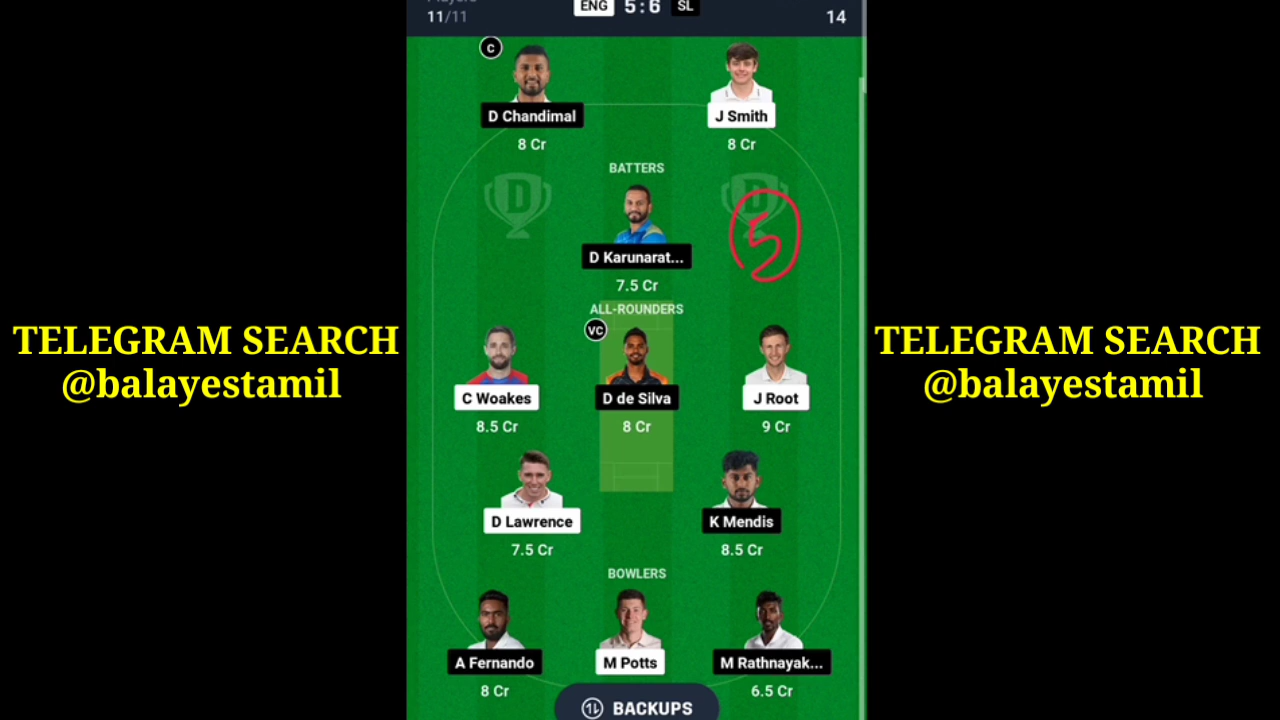 Players
11/11
ENG 5:6 SL
14
C
D Chandimal
J Smith
8 Cr
8 Cr
BATTERS
D
D
5
D Karunarat...
7.5 Cr
ALL-ROUNDERS
VC
TELEGRAM SEARCH
@balayestamil
C Woakes
D de Silva
J Root
8.5 Cr
8 Cr
9 Cr
TELEGRAM SEARCH
@balayestamil
D Lawrence
K Mendis
7.5 Cr
8.5 Cr
BOWLERS
A Fernando
M Potts
M Rathnayak...
8 Cr
6.5 Cr
BACKUPS